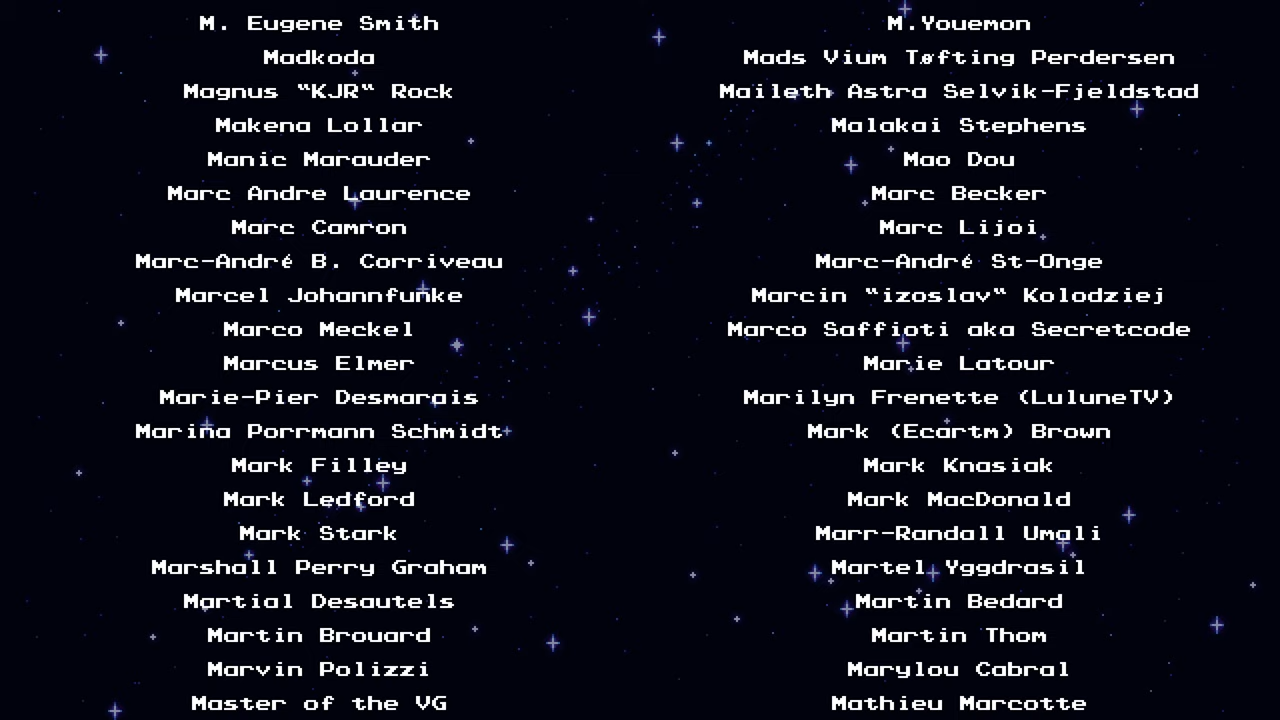 M. Eugene Smith
M.Youemon
Madkoda
Mads Vium Tøfting Perdersen
Magnus "KJR" Rock
Maileth Astra Selvik-Fjeldstad
Makena Lollar
Malakai Stephens
Manic Marauder
Mao Dou
Marc Andre Laurence
Marc Becker
Marc Camron
Marc Lijoi
Marc-André B. Corriveau
Marc-André St-Onge
Marcel Johannfunke
Marcin "izoslav" Kolodziej
Marco Meckel
Marco Saffioti aka Secretcode
Marcus Elmer
Marie Latour
Marie-Pier Desmarais
Marilyn Frenette (LuluneTV)
Marina Porrmann Schmidt
Mark (Ecartm) Brown
Mark Filley
Mark Knasiak
Mark Ledford
Mark MacDonald
Mark Stark
Marr-Randall Umali
Marshall Perry Graham
Martel Yggdrasil
Martial Desautels
Martin Bedard
Martin Brouard
Martin Thom
Marvin Polizzi
Marylou Cabral
Master of the VG
Mathieu Marcotte